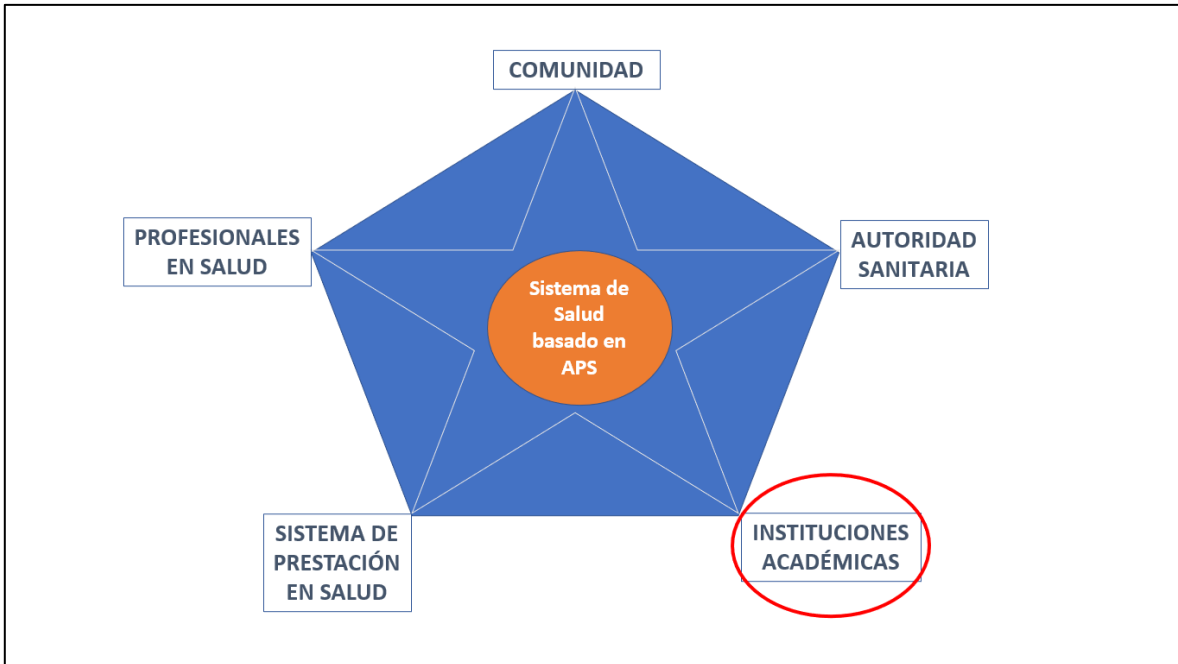 COMUNIDAD
PROFESIONALES
EN SALUD
AUTORIDAD
SANITARIA
Sistema de
Salud
basado en
APS
SISTEMA DE
PRESTACIÓN
EN SALUD
INSTITUCIONES
ACADÉMICAS